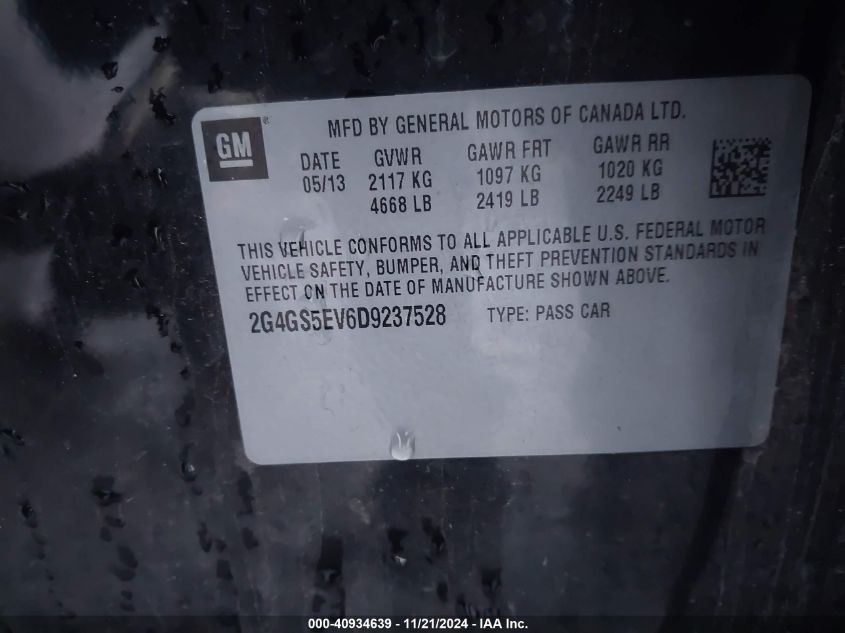 GM ®
MFD BY GENERAL MOTORS OF CANADA LTD.
DATE GVWR GAWR FRT GAWR RR
05/13 2117 KG 1097 KG 1020 KG
4668 LB 2419 LB 2249 LB
THIS VEHICLE CONFORMS TO ALL APPLICABLE U.S. FEDERAL MOTOR
VEHICLE SAFETY, BUMPER, AND THEFT PREVENTION STANDARDS IN
EFFECT ON THE DATE OF MANUFACTURE SHOWN ABOVE.
2G4GS5EV6D9237528 TYPE: PASS CAR
000-40934639 - 11/21/2024 - IAA Inc.